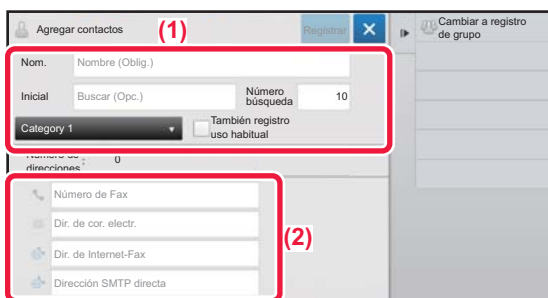 Agregar contactos
(1)
Registrar
Cambiar a registro
de grupo
Nom.
Nombre (Oblig.)
Inicial
Buscar (Opc.)
Número
búsqueda
10
Category 1
También registro
uso habitual
Número de
direcciones
:
0
Número de Fax
Dir. de cor. electr.
Dir. de Internet-Fax
Dirección SMTP directa
(2)